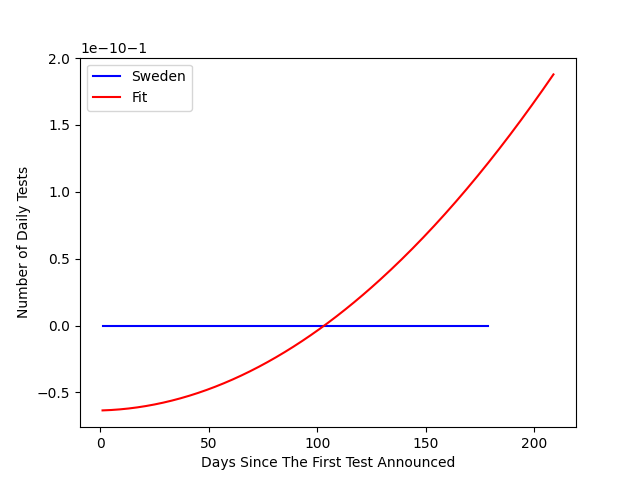 1e−10−1
2.0
1.5
1.0
0.5
0.0
−0.5
0
50
100
150
200
Number of Daily Tests
Days Since The First Test Announced
Sweden
Fit